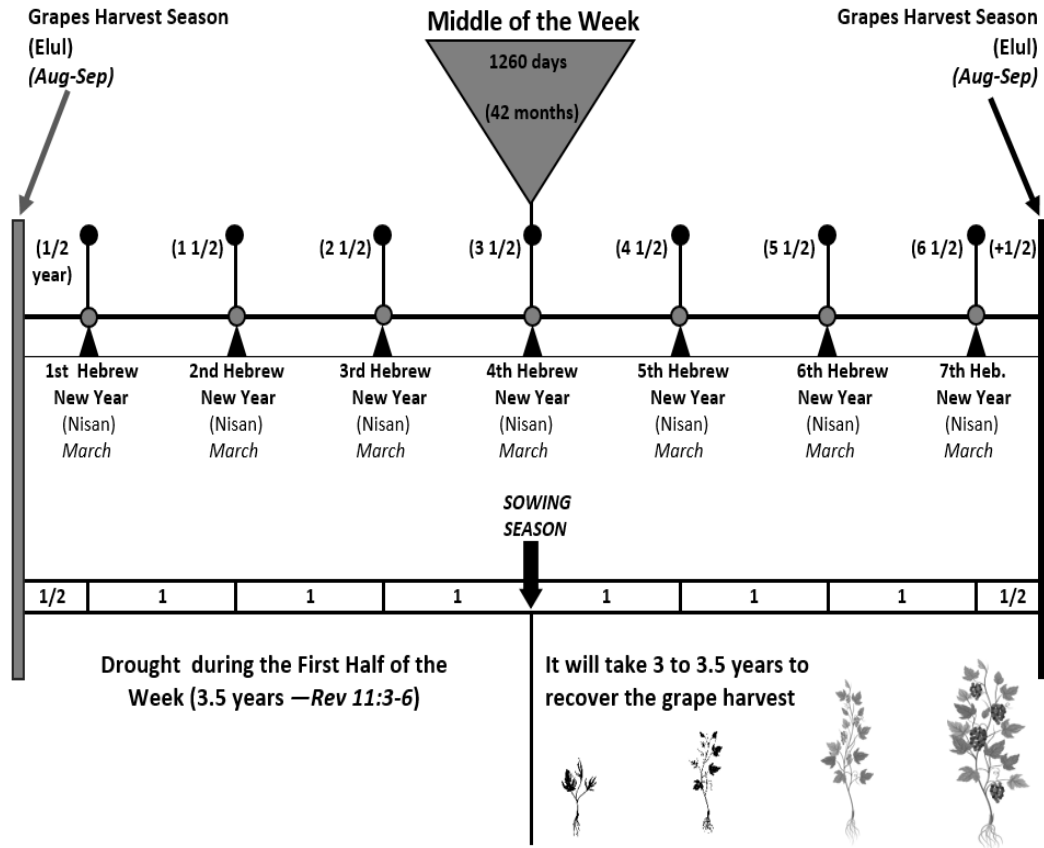 Grapes Harvest Season
(Elul)
(Aug-Sep)
Middle of the Week
1260 days
(42 months)
Grapes Harvest Season
(Elul)
(Aug-Sep)
(1/2
year)
(1 1/2)
(2 1/2)
(3 1/2)
(4 1/2)
(5 1/2)
(6 1/2)
(+1/2)
1st Hebrew
New Year
(Nisan)
March
2nd Hebrew
New Year
(Nisan)
March
3rd Hebrew
New Year
(Nisan)
March
4th Hebrew
New Year
(Nisan)
March
5th Hebrew
New Year
(Nisan)
March
6th Hebrew
New Year
(Nisan)
March
7th Heb.
New Year
(Nisan)
March
SOWING
SEASON
1/2 1 1 1 1 1 1 1/2
Drought during the First Half of the
Week (3.5 years —Rev 11:3-6)
It will take 3 to 3.5 years to
recover the grape harvest